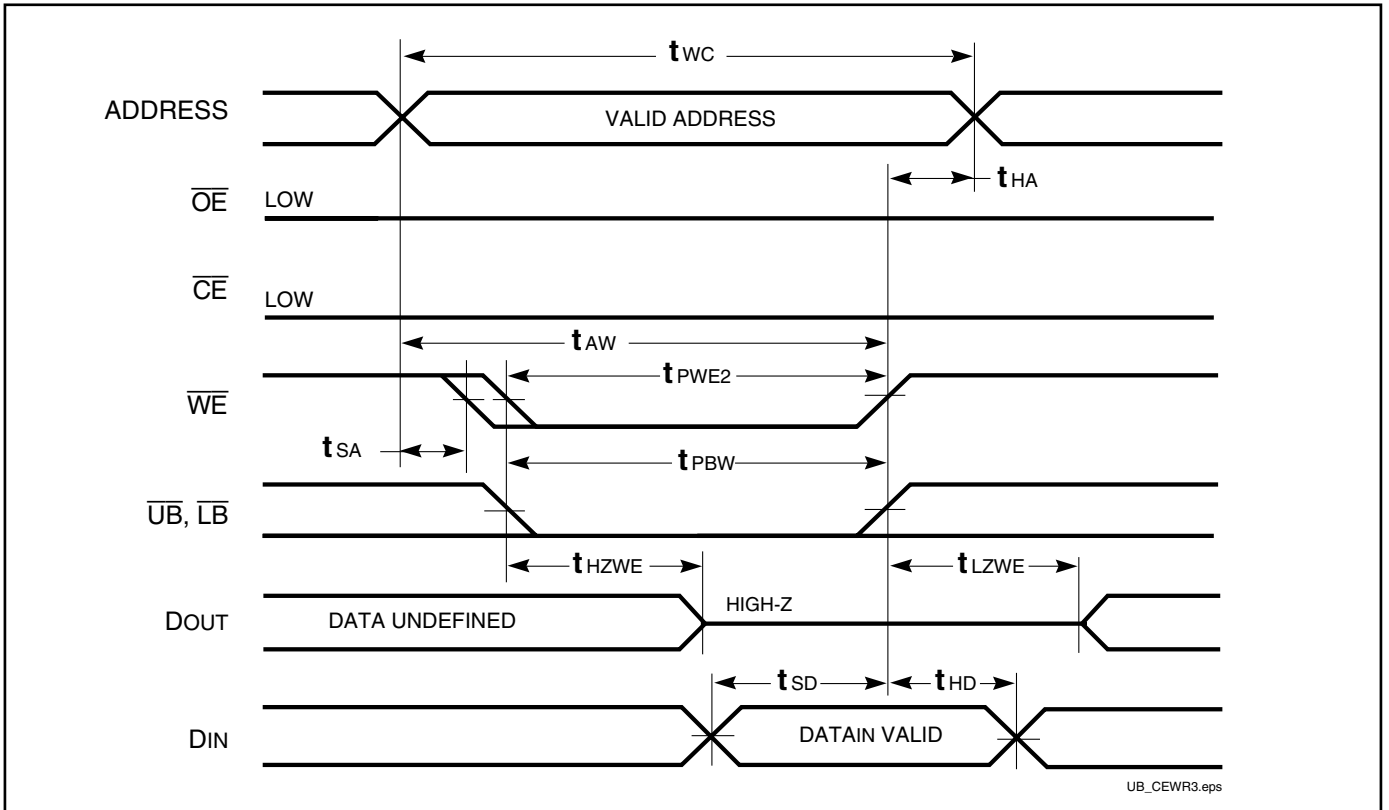 tWC
ADDRESS
VALID ADDRESS
tHA
OE
LOW
CE
LOW
tAW
tPWE2
WE
tSA
tPBW
UB, LB
tHZWE
tLZWE
HIGH-Z
DOUT
DATA UNDEFINED
tSD
tHD
DIN
DATAIN VALID
UB_CEWR3.eps